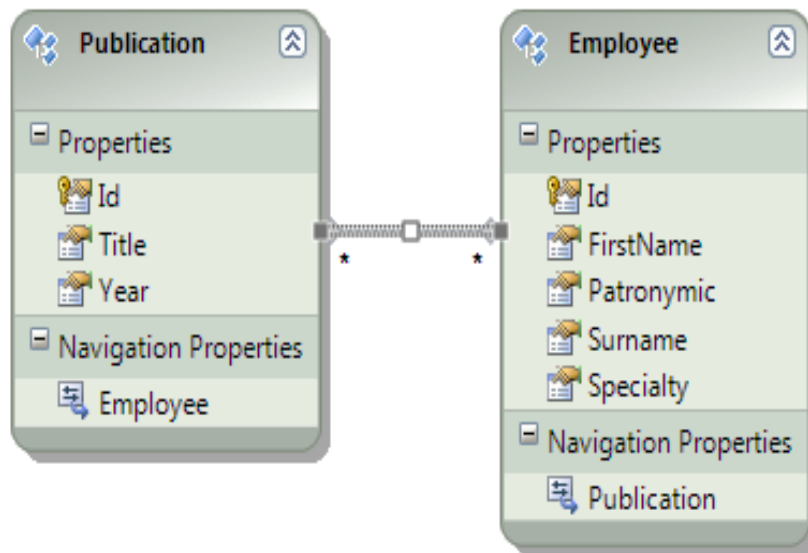 Publication
Properties
Id
Title
Year
Navigation Properties
Employee
*
*
Employee
Properties
Id
FirstName
Patronymic
Surname
Specialty
Navigation Properties
Publication